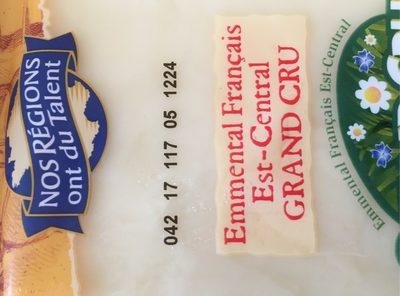 NOS RÉGIONS
ont du Talent
042 17 117 05 1224
Emmental Français
Est-Central
GRAND CRU
Emmental Français Est-Central